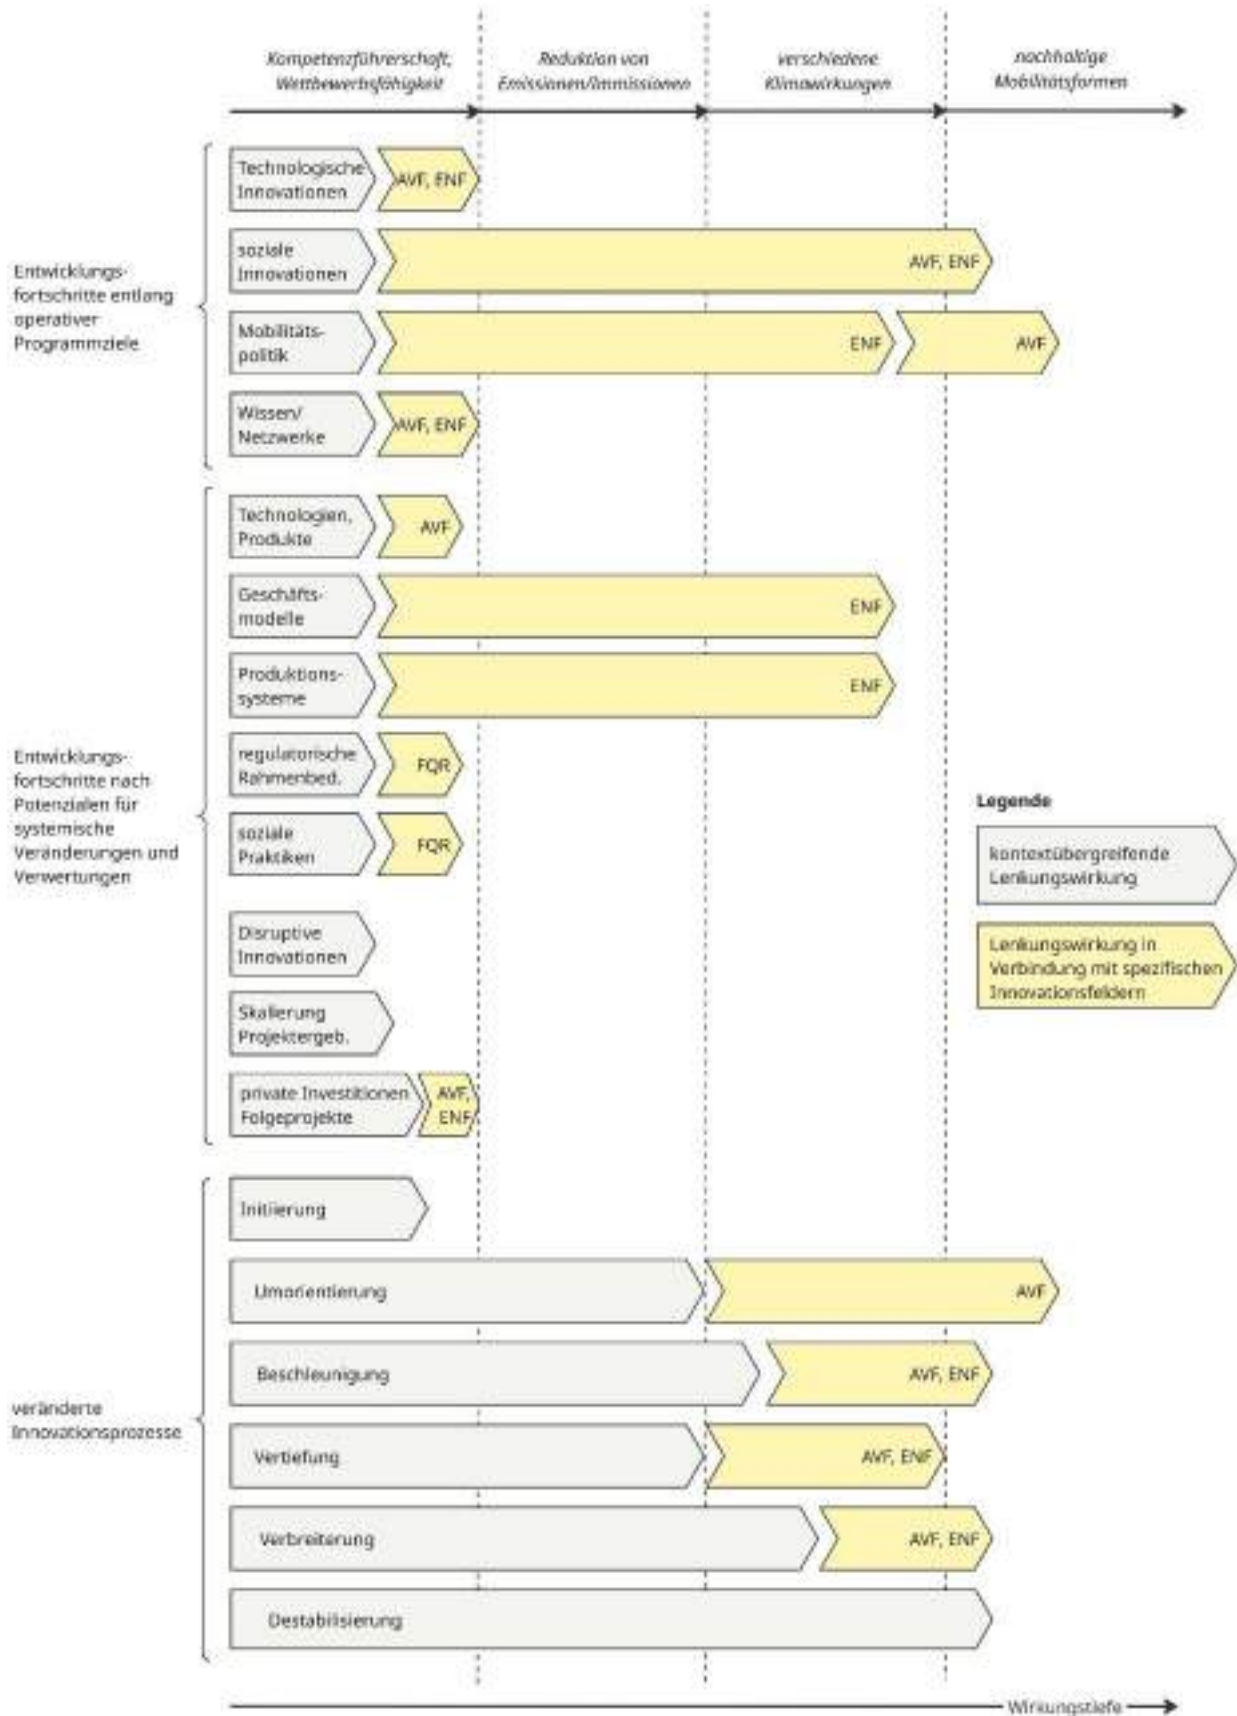 Kompetenzführerschaft,
Wettbewerbsfähigkeit
Reduktion von
Emissionen/Immissionen
verschiedene
Klimawirkungen
nachhaltige
Mobilitätsformen
Entwicklungs-
fortschritte entlang
operativer
Programmziele
Technologische
Innovationen
AVF, ENF
soziale
Innovationen
AVF, ENF
Mobilitäts-
politik
ENF
AVF
Wissen/
Netzwerke
AVF, ENF
Entwicklungs-
fortschritte nach
Potenzialen für
systemische
Veränderungen und
Verwertungen
Technologien,
Produkte
AVF
Geschäfts-
modelle
ENF
Produktions-
systeme
ENF
regulatorische
Rahmenbed.
FQR
soziale
Praktiken
FQR
Disruptive
Innovationen
Skalierung
Projektergeb.
private Investitionen
Folgeprojekte
AVF,
ENF
Legende
kontextübergreifende
Lenkungswirkung
Lenkungswirkung in
Verbindung mit spezifischen
Innovationsfeldern
veränderte
Innovationsprozesse
Initiierung
Umorientierung
AVF
Beschleunigung
AVF, ENF
Vertiefung
AVF, ENF
Verbreiterung
AVF, ENF
Destabilisierung
Wirkungstiefe